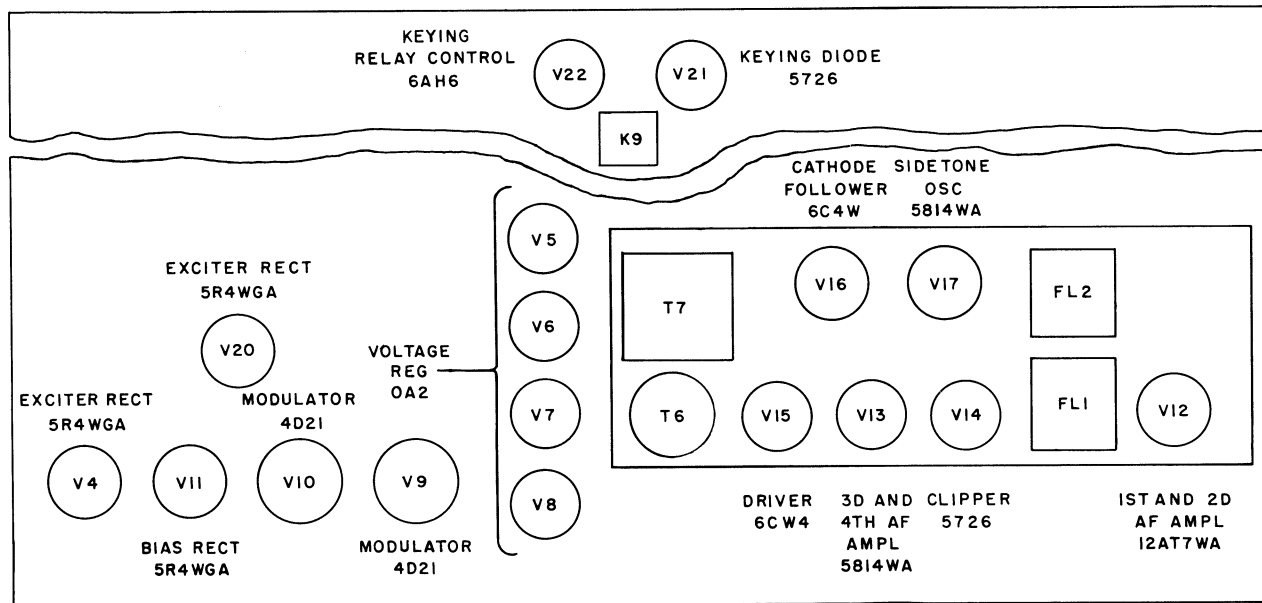 KEYING
RELAY CONTROL
6AH6
V22
V21
KEYING DIODE
5726
K9
CATHODE
FOLLOWER
6C4W
SIDETONE
OSC
5814WA
V5
EXCITER RECT
5R4WGA
V20
V6
VOLTAGE
REG
OA2
T7
V16
V17
FL2
EXCITER RECT
5R4WGA
MODULATOR
4D21
V7
T6
V15
V13
V14
FL1
V12
V4
V11
V10
V9
V8
BIAS RECT
5R4WGA
MODULATOR
4D21
DRIVER
6CW4
3D AND
4TH AF
AMPL
5814WA
CLIPPER
5726
1ST AND 2D
AF AMPL
12AT7WA